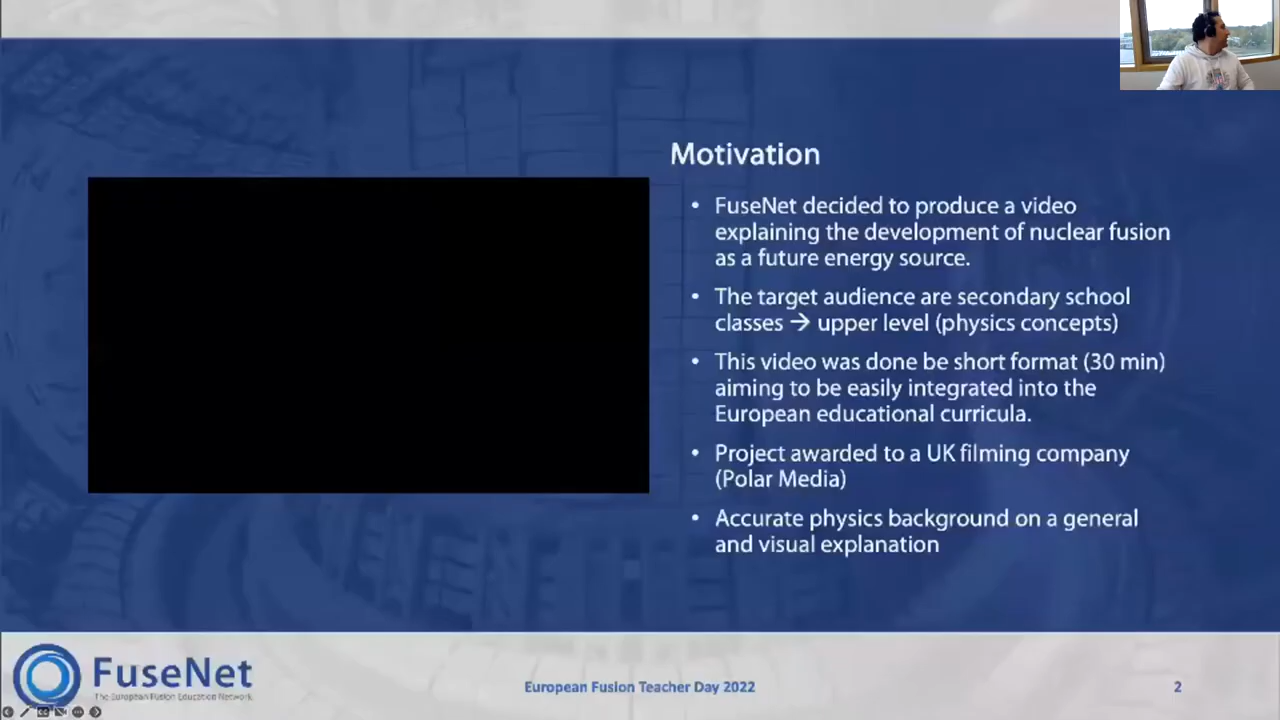 Motivation
• FuseNet decided to produce a video
explaining the development of nuclear fusion
as a future energy source.
• The target audience are secondary school
classes → upper level (physics concepts)
• This video was done be short format (30 min)
aiming to be easily integrated into the
European educational curricula.
• Project awarded to a UK filming company
(Polar Media)
• Accurate physics background on a general
and visual explanation
FuseNet
The European Fusion Education Network
European Fusion Teacher Day 2022
2